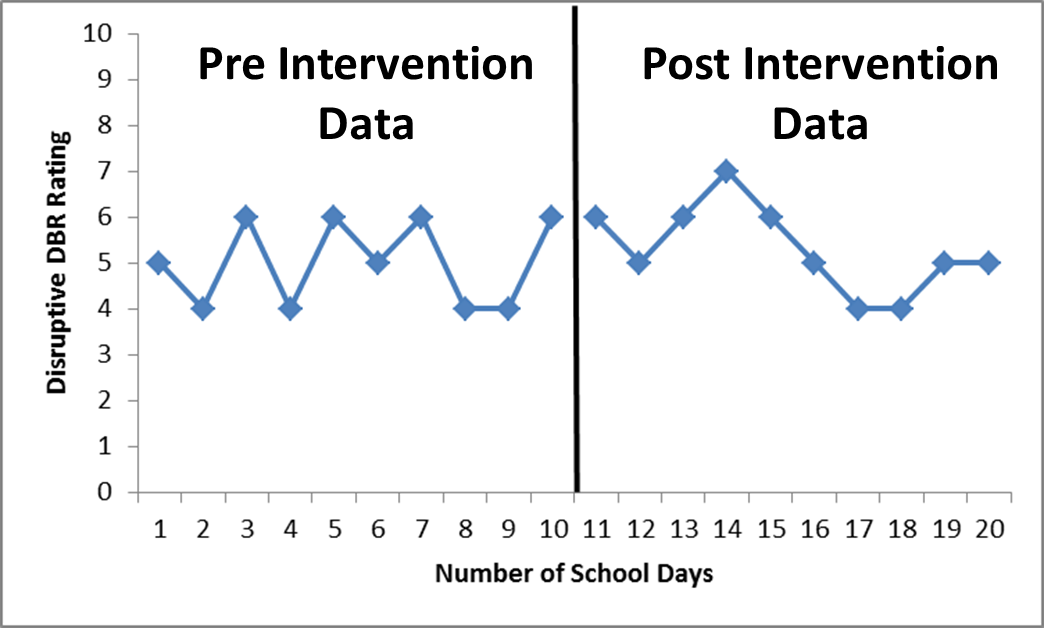 Pre Intervention
Data
Post Intervention
Data
Disruptive DBR Rating
10
9
8
7
6
5
4
3
2
1
0
1 2 3 4 5 6 7 8 9 10 11 12 13 14 15 16 17 18 19 20
Number of School Days